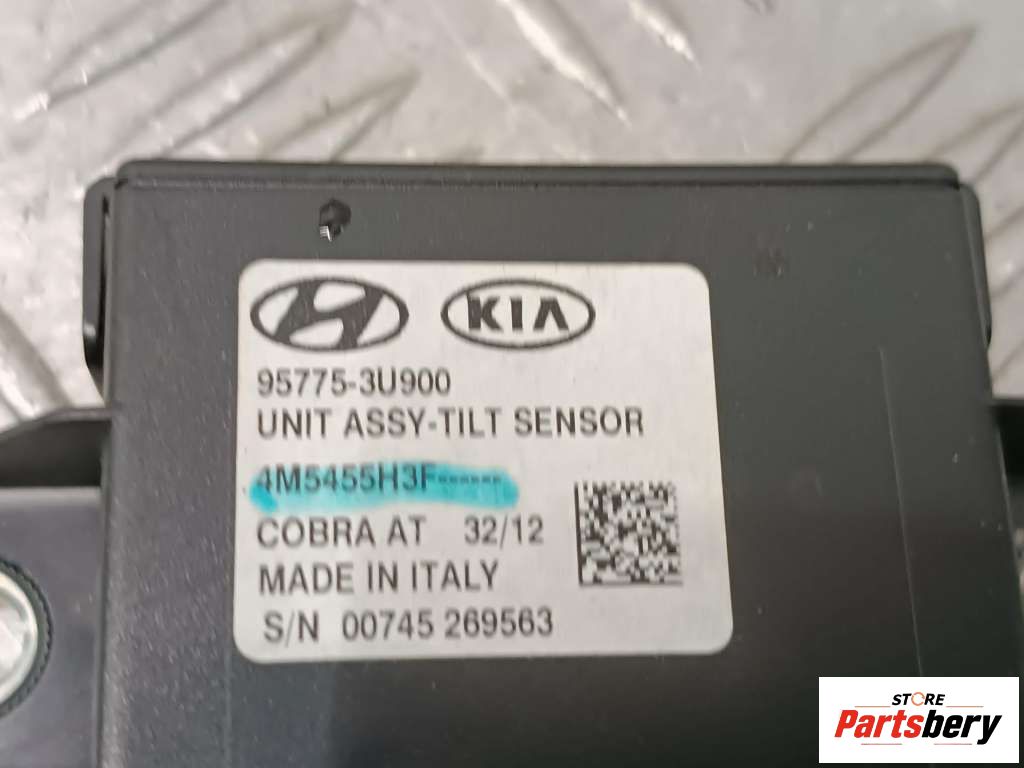 KIA
95775-3U900
UNIT ASSY-TILT SENSOR
4M5455H3F------
COBRA AT 32/12
MADE IN ITALY
S/N 00745 269563
STORE
Partsbery